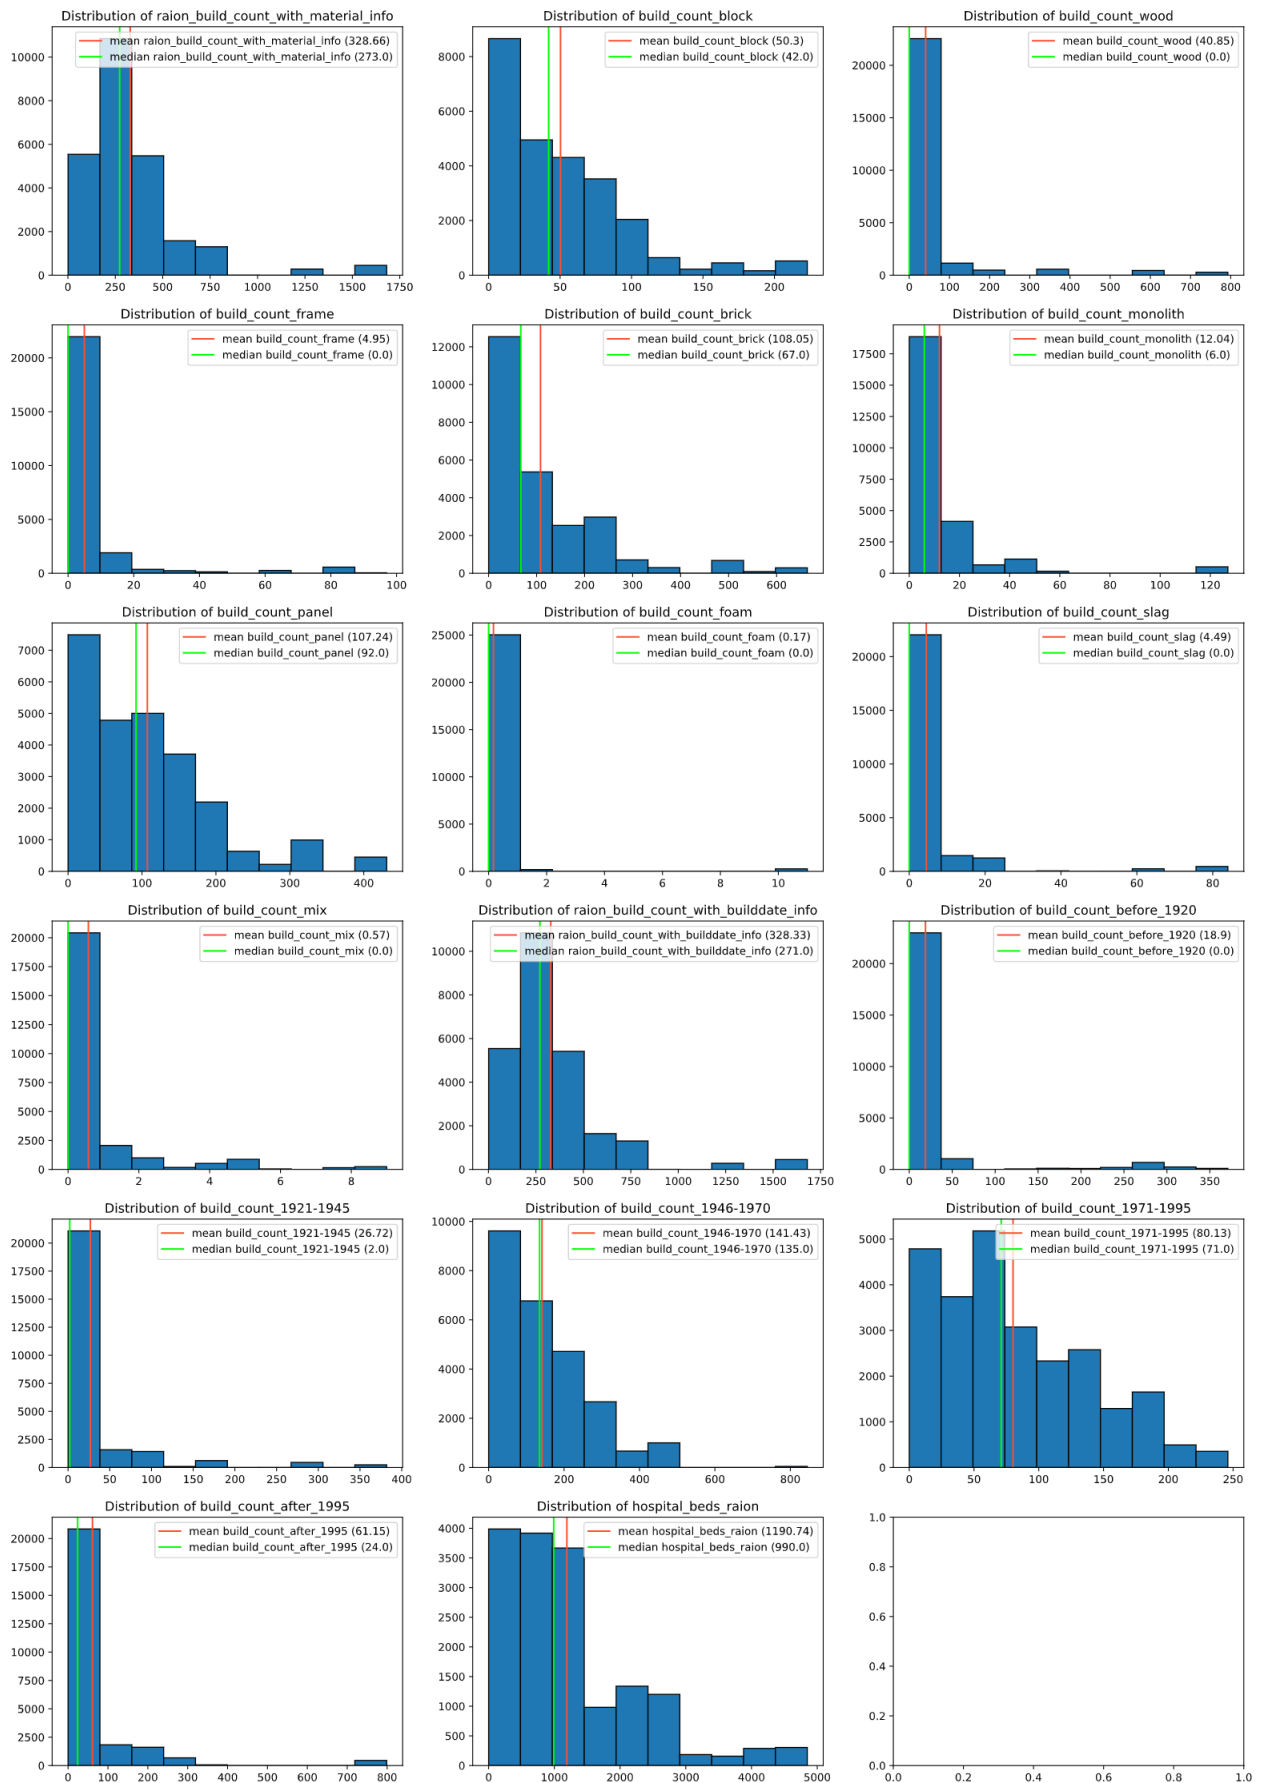 Distribution of raion_build_count_with_material_info
mean raion_build_count_with_material_info (328.66)
median raion_build_count_with_material_info (273.0)
10000
8000
6000
4000
2000
0
0 250 500 750 1000 1250 1500 1750
Distribution of build_count_block
mean build_count_block (50.3)
median build_count_block (42.0)
8000
6000
4000
2000
0
0 50 100 150 200
Distribution of build_count_wood
mean build_count_wood (40.85)
median build_count_wood (0.0)
20000
15000
10000
5000
0
0 100 200 300 400 500 600 700 800
Distribution of build_count_frame
mean build_count_frame (4.95)
median build_count_frame (0.0)
20000
15000
10000
5000
0
0 20 40 60 80 100
Distribution of build_count_brick
mean build_count_brick (108.05)
median build_count_brick (67.0)
12000
10000
8000
6000
4000
2000
0
0 100 200 300 400 500 600
Distribution of build_count_monolith
mean build_count_monolith (12.04)
median build_count_monolith (6.0)
17500
15000
12500
10000
7500
5000
2500
0
0 20 40 60 80 100 120
Distribution of build_count_panel
mean build_count_panel (107.24)
median build_count_panel (92.0)
7000
6000
5000
4000
3000
2000
1000
0
0 100 200 300 400
Distribution of build_count_foam
mean build_count_foam (0.17)
median build_count_foam (0.0)
25000
20000
15000
10000
5000
0
0 2 4 6 8 10
Distribution of build_count_slag
mean build_count_slag (4.49)
median build_count_slag (0.0)
20000
15000
10000
5000
0
0 20 40 60 80
Distribution of build_count_mix
mean build_count_mix (0.57)
median build_count_mix (0.0)
20000
17500
15000
12500
10000
7500
5000
2500
0
0 2 4 6 8
Distribution of raion_build_count_with_builddate_info
mean raion_build_count_with_builddate_info (328.33)
median raion_build_count_with_builddate_info (271.0)
10000
8000
6000
4000
2000
0
0 250 500 750 1000 1250 1500 1750
Distribution of build_count_before_1920
mean build_count_before_1920 (18.9)
median build_count_before_1920 (0.0)
20000
15000
10000
5000
0
0 50 100 150 200 250 300 350
Distribution of build_count_1921-1945
mean build_count_1921-1945 (26.72)
median build_count_1921-1945 (2.0)
20000
17500
15000
12500
10000
7500
5000
2500
0
0 50 100 150 200 250 300 350 400
Distribution of build_count_1946-1970
mean build_count_1946-1970 (141.43)
median build_count_1946-1970 (135.0)
10000
8000
6000
4000
2000
0
0 200 400 600 800
Distribution of build_count_1971-1995
mean build_count_1971-1995 (80.13)
median build_count_1971-1995 (71.0)
5000
4000
3000
2000
1000
0
0 50 100 150 200 250
Distribution of build_count_after_1995
mean build_count_after_1995 (61.15)
median build_count_after_1995 (24.0)
20000
17500
15000
12500
10000
7500
5000
2500
0
0 100 200 300 400 500 600 700 800
Distribution of hospital_beds_raion
mean hospital_beds_raion (1190.74)
median hospital_beds_raion (990.0)
4000
3500
3000
2500
2000
1500
1000
500
0
0 1000 2000 3000 4000 5000
1.0
0.8
0.6
0.4
0.2
0.0
0.0 0.2 0.4 0.6 0.8 1.0